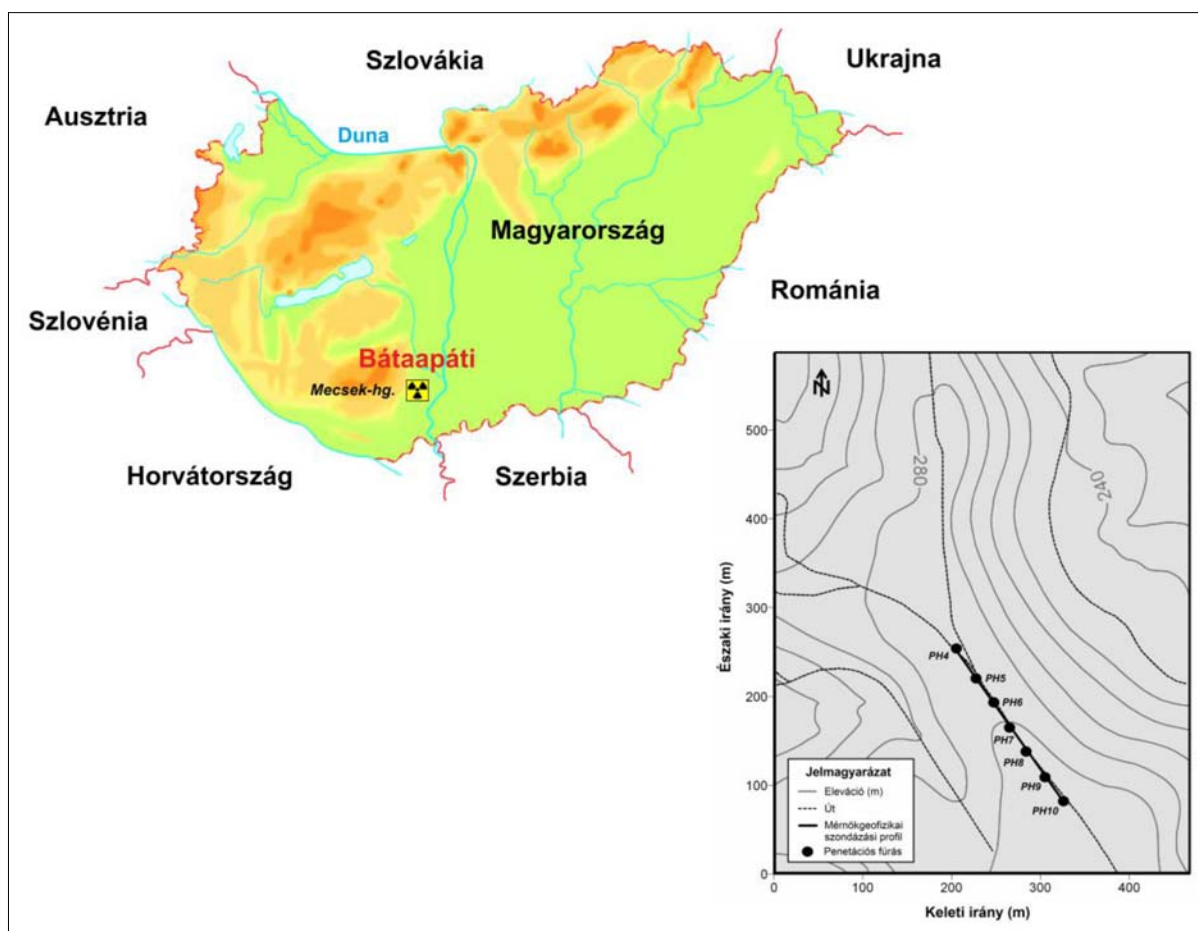 Szlovákia
Ukrajna
Ausztria
Duna
Magyarország
Románia
Szlovénia
Bátaapáti
Mecsek-hg.
Horvátország
Szerbia
N
500
400
300
200
100
0
Északi irány (m)
280
240
PH4
PH5
PH6
PH7
PH8
PH9
PH10
Jelmagyarázat
Eleváció (m)
Út
Mérnökgeofizikai
szondázási profil
Penetációs fúrás
0
100
200
300
400
Keleti irány (m)